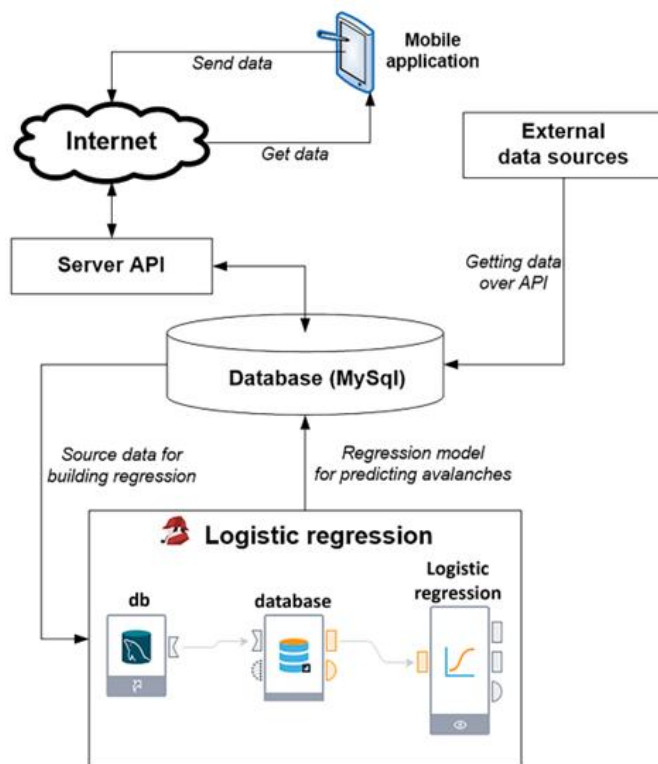 Mobile
application
Send data
Internet
Get data
External
data sources
Server API
Getting data
over API
Database (MySql)
Source data for
building regression
Regression model
for predicting avalanches
Logistic regression
db
database
Logistic
regression